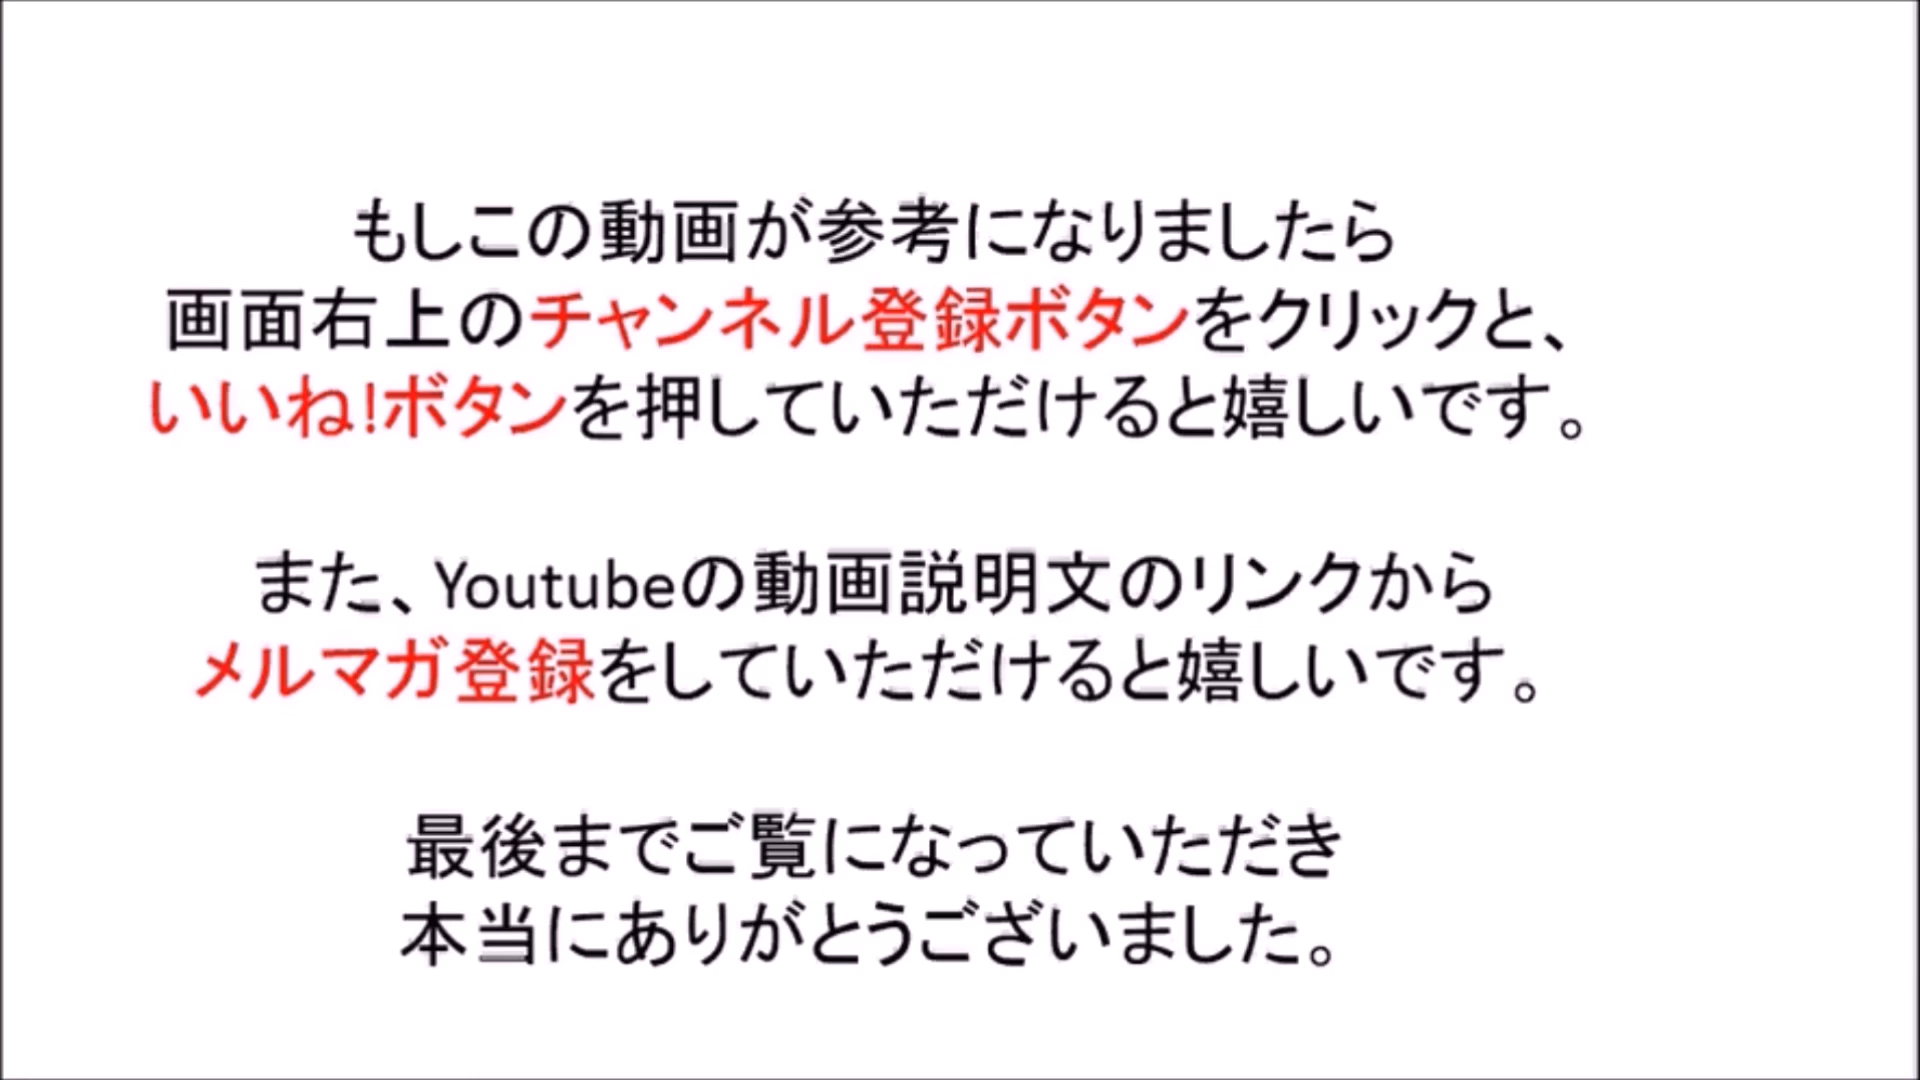 もしこの動画が参考になりましたら
画面右上のチャンネル登録ボタンをクリックと、
いいね!ボタンを押していただけると嬉しいです。
また、Youtubeの動画説明文のリンクから
メルマガ登録をしていただけると嬉しいです。
最後までご覧になっていただき
本当にありがとうございました。